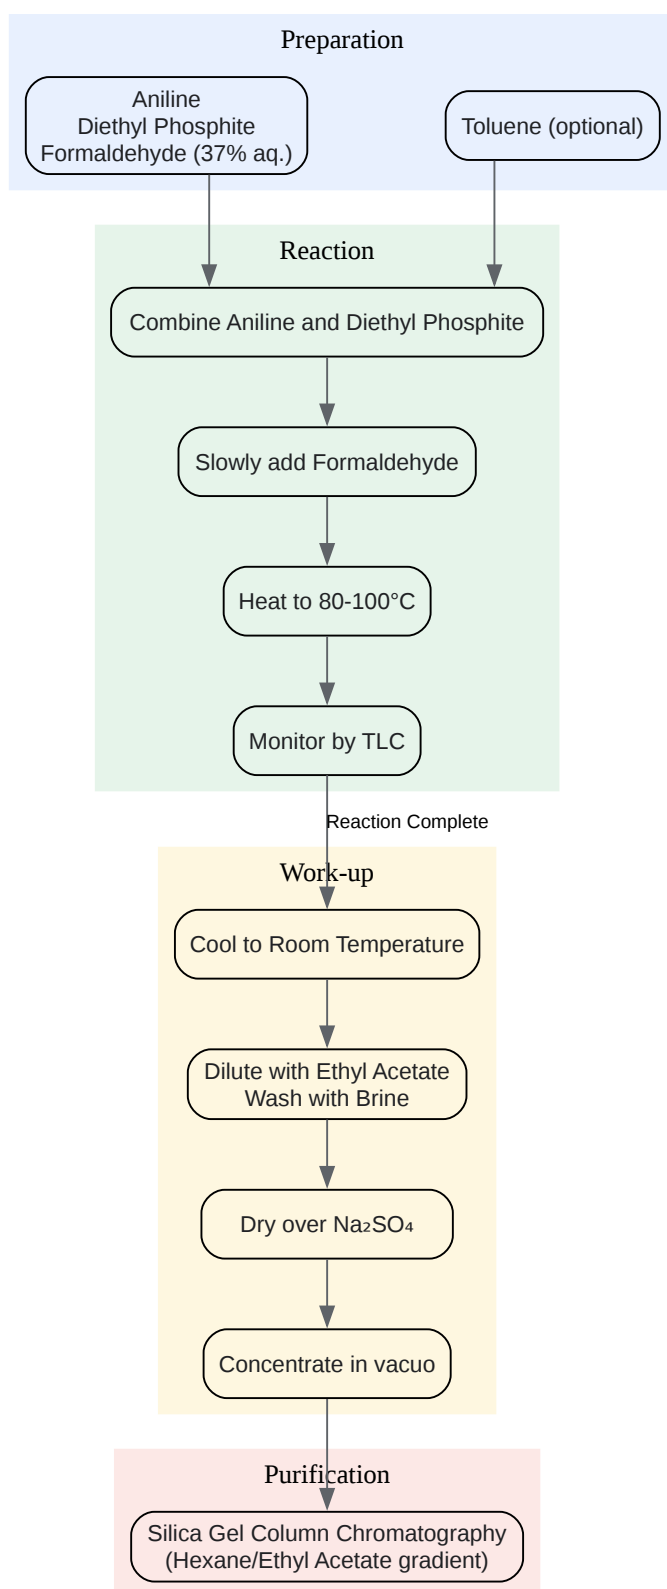 Preparation
Aniline
Diethyl Phosphite
Formaldehyde (37% aq.)
Toluene (optional)
Reaction
Combine Aniline and Diethyl Phosphite
Slowly add Formaldehyde
Heat to 80-100°C
Monitor by TLC
Reaction Complete
Work-up
Cool to Room Temperature
Dilute with Ethyl Acetate
Wash with Brine
Dry over Na₂SO₄
Concentrate in vacuo
Purification
Silica Gel Column Chromatography
(Hexane/Ethyl Acetate gradient)